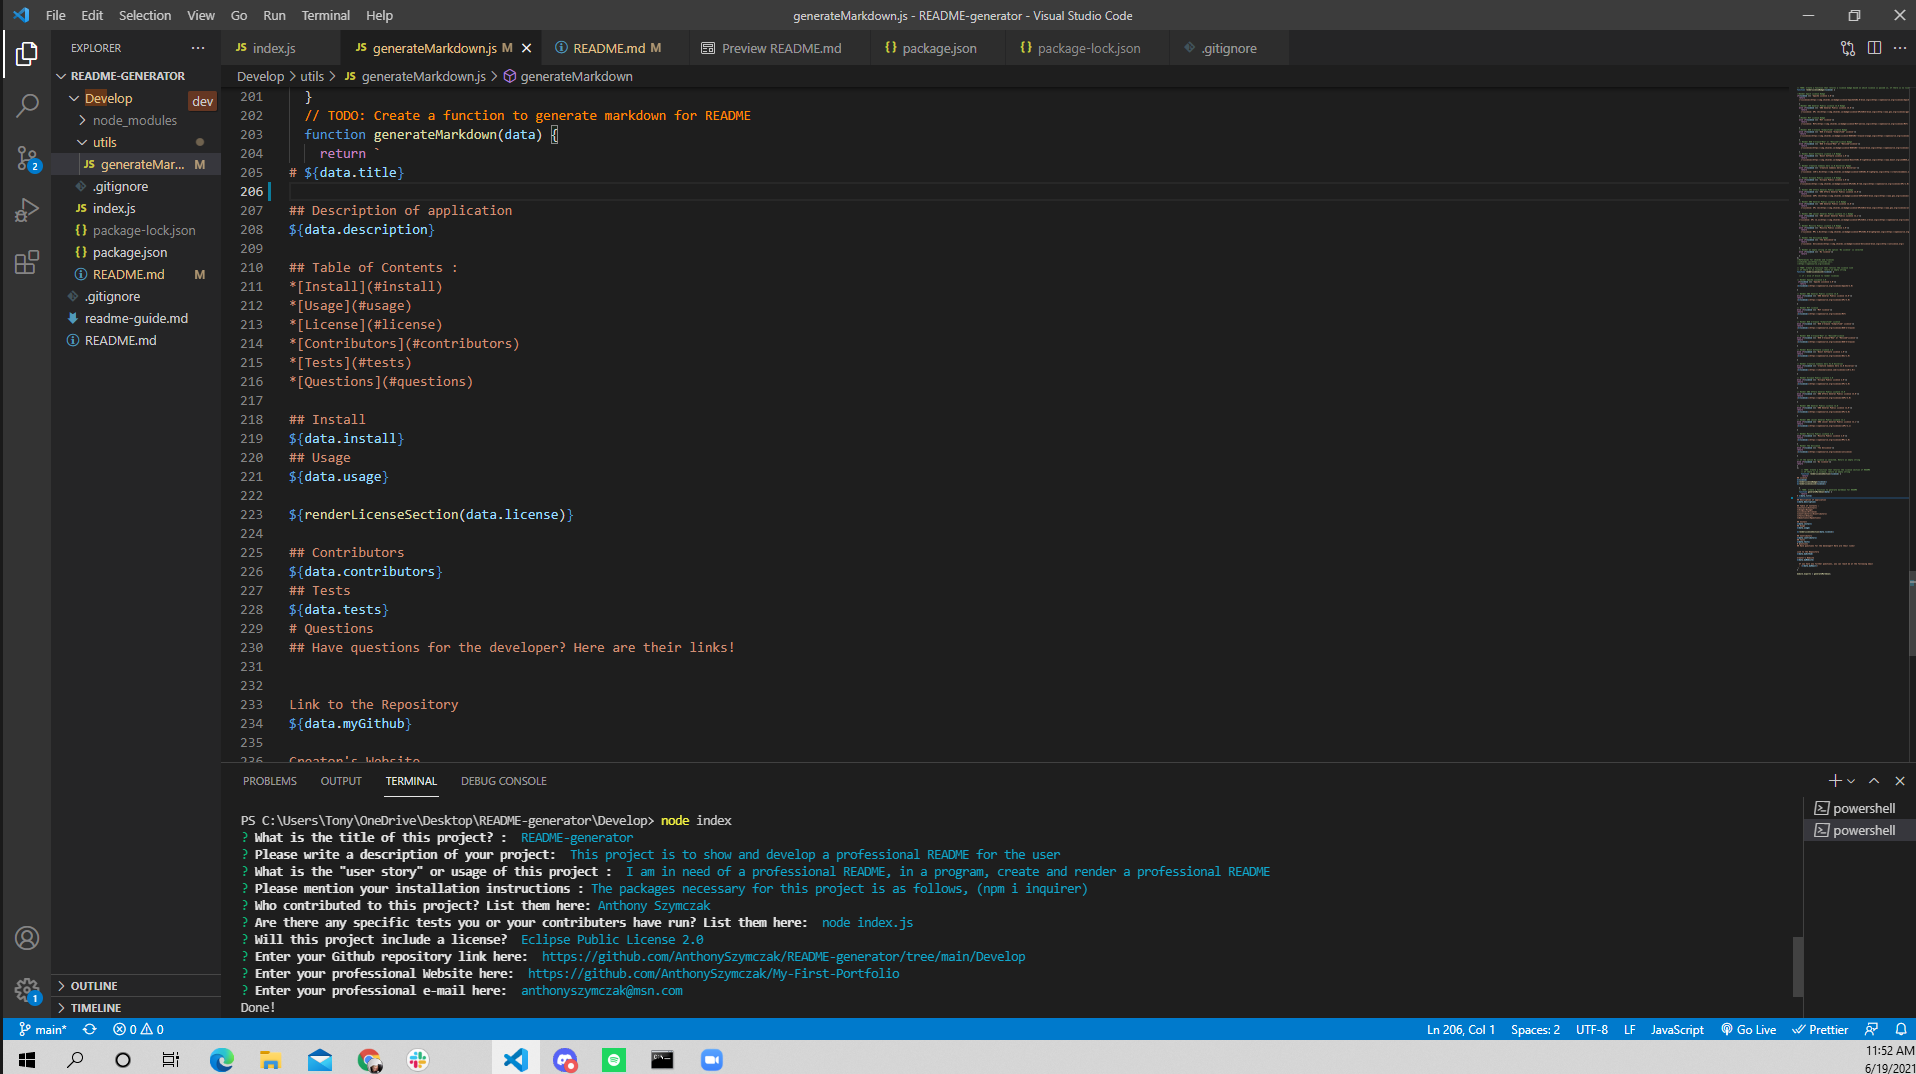 File Edit Selection View Go Run Terminal Help
generateMarkdown.js - README-generator - Visual Studio Code
EXPLORER
index.js
generateMarkdown.js M
README.md M
Preview README.md
package.json
package-lock.json
.gitignore
README-GENERATOR
Develop dev
node_modules
utils
JS generateMar... M
.gitignore
JS index.js
{} package-lock.json
{} package.json
README.md M
.gitignore
readme-guide.md
README.md
OUTLINE
TIMELINE
Develop > utils > JS generateMarkdown.js > generateMarkdown
201 }
202 // TODO: Create a function to generate markdown for README
203 function generateMarkdown(data) {
204 return `
205 # ${data.title}
206
207 ## Description of application
208 ${data.description}
209
210 ## Table of Contents :
211 *[Install](#install)
212 *[Usage](#usage)
213 *[License](#license)
214 *[Contributors](#contributors)
215 *[Tests](#tests)
216 *[Questions](#questions)
217
218 ## Install
219 ${data.install}
220 ## Usage
221 ${data.usage}
222
223 ${renderLicenseSection(data.license)}
224
225 ## Contributors
226 ${data.contributors}
227 ## Tests
228 ${data.tests}
229 # Questions
230 ## Have questions for the developer? Here are their links!
231
232
233 Link to the Repository
234 ${data.myGithub}
235
236 Creator's Website
PROBLEMS OUTPUT TERMINAL DEBUG CONSOLE
powershell
powershell
PS C:\Users\Tony\OneDrive\Desktop\README-generator\Develop> node index
? What is the title of this project? : README-generator
? Please write a description of your project: This project is to show and develop a professional README for the user
? What is the "user story" or usage of this project : I am in need of a professional README, in a program, create and render a professional README
? Please mention your installation instructions : The packages necessary for this project is as follows, (npm i inquirer)
? Who contributed to this project? List them here: Anthony Szymczak
? Are there any specific tests you or your contributers have run? List them here: node index.js
? Will this project include a license? Eclipse Public License 2.0
? Enter your Github repository link here: https://github.com/AnthonySzymczak/README-generator/tree/main/Develop
? Enter your professional Website here: https://github.com/AnthonySzymczak/My-First-Portfolio
? Enter your professional e-mail here: anthonyszymczak@msn.com
Done!
main* 0 0
Ln 206, Col 1 Spaces: 2 UTF-8 LF JavaScript Go Live Prettier
11:52 AM
6/19/2021